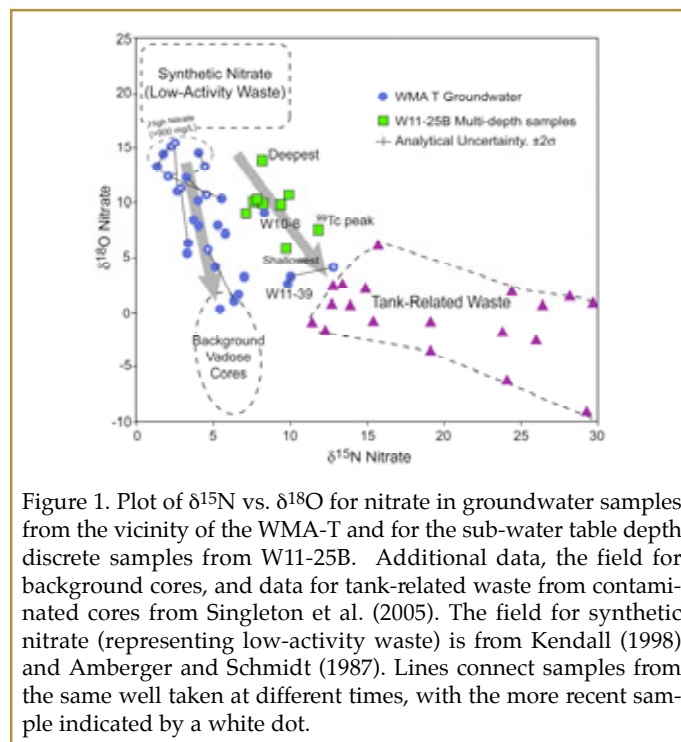 25
20
15
10
5
0
-5
-10
0
5
10
15
20
25
30
δ18O Nitrate
δ15N Nitrate
Synthetic Nitrate
(Low-Activity Waste)
High Nitrate
(>900 mg/L)
WMA T Groundwater
W11-25B Multi-depth samples
Analytical Uncertainty. ±2σ
Deepest
W10-8
99Tc peak
Shallowest
W11-39
Tank-Related Waste
Background
Vadose
Cores
Figure 1. Plot of δ15N vs. δ18O for nitrate in groundwater samples
from the vicinity of the WMA-T and for the sub-water table depth
discrete samples from W11-25B. Additional data, the field for
background cores, and data for tank-related waste from contami-
nated cores from Singleton et al. (2005). The field for synthetic
nitrate (representing low-activity waste) is from Kendall (1998)
and Amberger and Schmidt (1987). Lines connect samples from
the same well taken at different times, with the more recent sam-
ple indicated by a white dot.